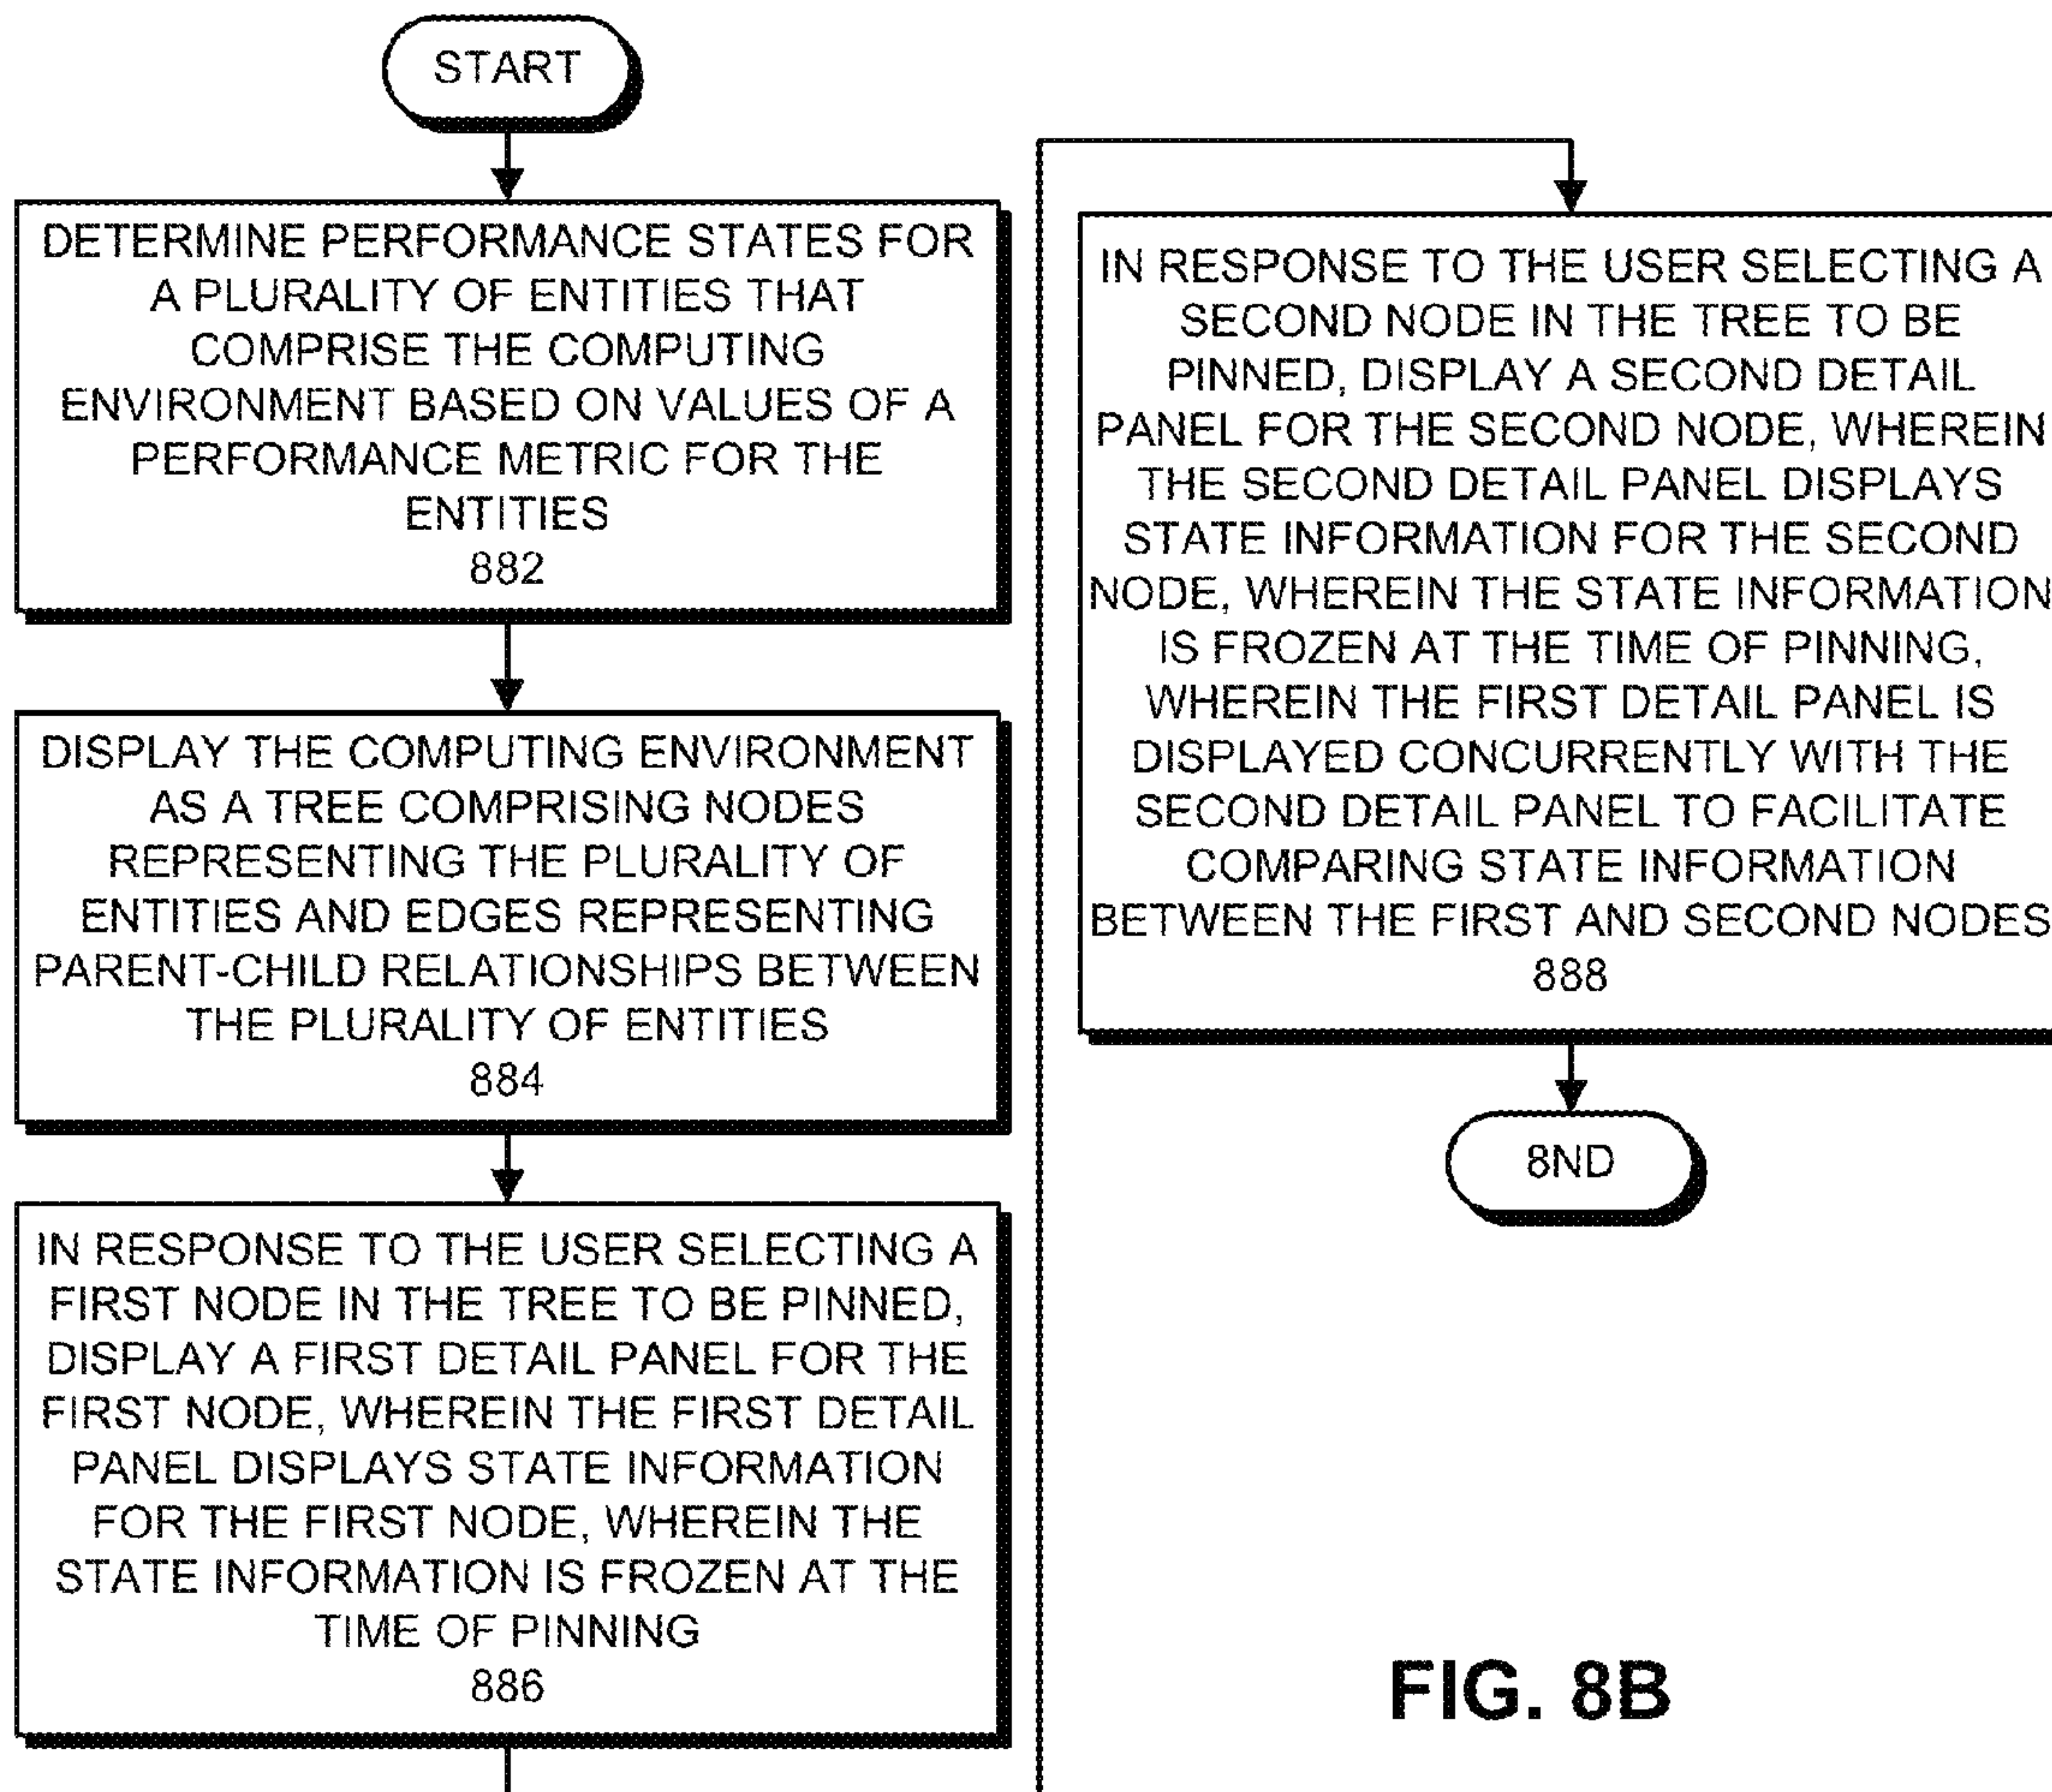 START
DETERMINE PERFORMANCE STATES FOR
A PLURALITY OF ENTITIES THAT
COMPRISE THE COMPUTING
ENVIRONMENT BASED ON VALUES OF A
PERFORMANCE METRIC FOR THE
ENTITIES
882
DISPLAY THE COMPUTING ENVIRONMENT
AS A TREE COMPRISING NODES
REPRESENTING THE PLURALITY OF
ENTITIES AND EDGES REPRESENTING
PARENT-CHILD RELATIONSHIPS BETWEEN
THE PLURALITY OF ENTITIES
884
IN RESPONSE TO THE USER SELECTING A
FIRST NODE IN THE TREE TO BE PINNED,
DISPLAY A FIRST DETAIL PANEL FOR THE
FIRST NODE, WHEREIN THE FIRST DETAIL
PANEL DISPLAYS STATE INFORMATION
FOR THE FIRST NODE, WHEREIN THE
STATE INFORMATION IS FROZEN AT THE
TIME OF PINNING
886
IN RESPONSE TO THE USER SELECTING A
SECOND NODE IN THE TREE TO BE
PINNED, DISPLAY A SECOND DETAIL
PANEL FOR THE SECOND NODE, WHEREIN
THE SECOND DETAIL PANEL DISPLAYS
STATE INFORMATION FOR THE SECOND
NODE, WHEREIN THE STATE INFORMATION
IS FROZEN AT THE TIME OF PINNING,
WHEREIN THE FIRST DETAIL PANEL IS
DISPLAYED CONCURRENTLY WITH THE
SECOND DETAIL PANEL TO FACILITATE
COMPARING STATE INFORMATION
BETWEEN THE FIRST AND SECOND NODES
888
8ND
FIG. 8B